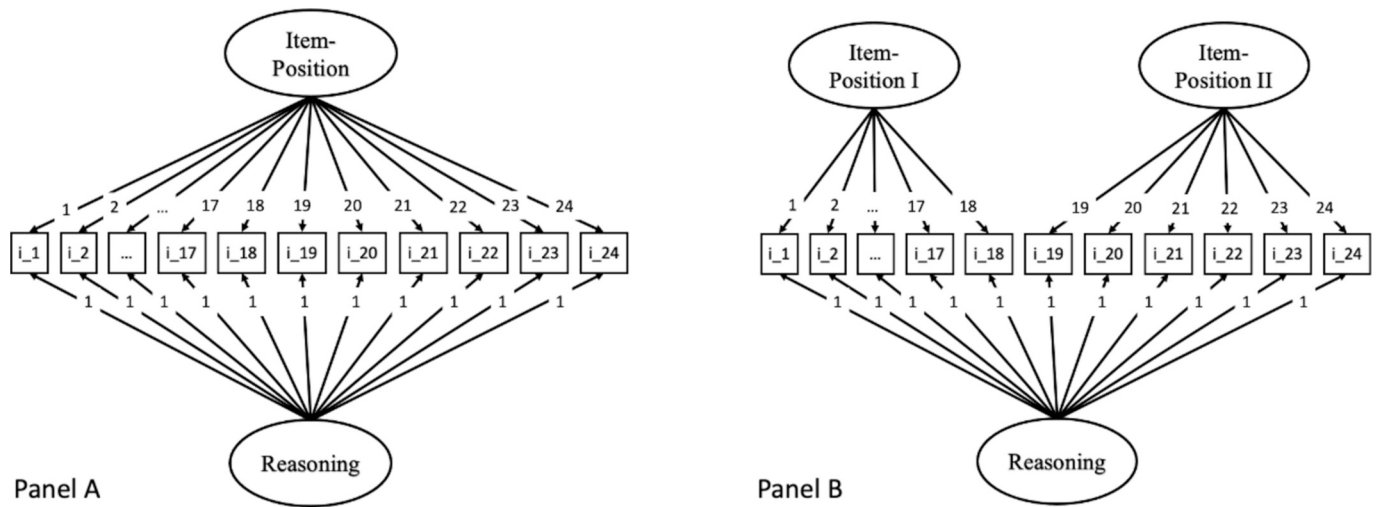 Item-
Position
1 2 ... 17 18 19 20 21 22 23 24
i_1 i_2 ... i_17 i_18 i_19 i_20 i_21 i_22 i_23 i_24
1 1 1 1 1 1 1 1 1 1 1
Reasoning
Panel A
Item-
Position I
Item-
Position II
1 2 ... 17 18 19 20 21 22 23 24
i_1 i_2 ... i_17 i_18 i_19 i_20 i_21 i_22 i_23 i_24
1 1 1 1 1 1 1 1 1 1 1
Reasoning
Panel B